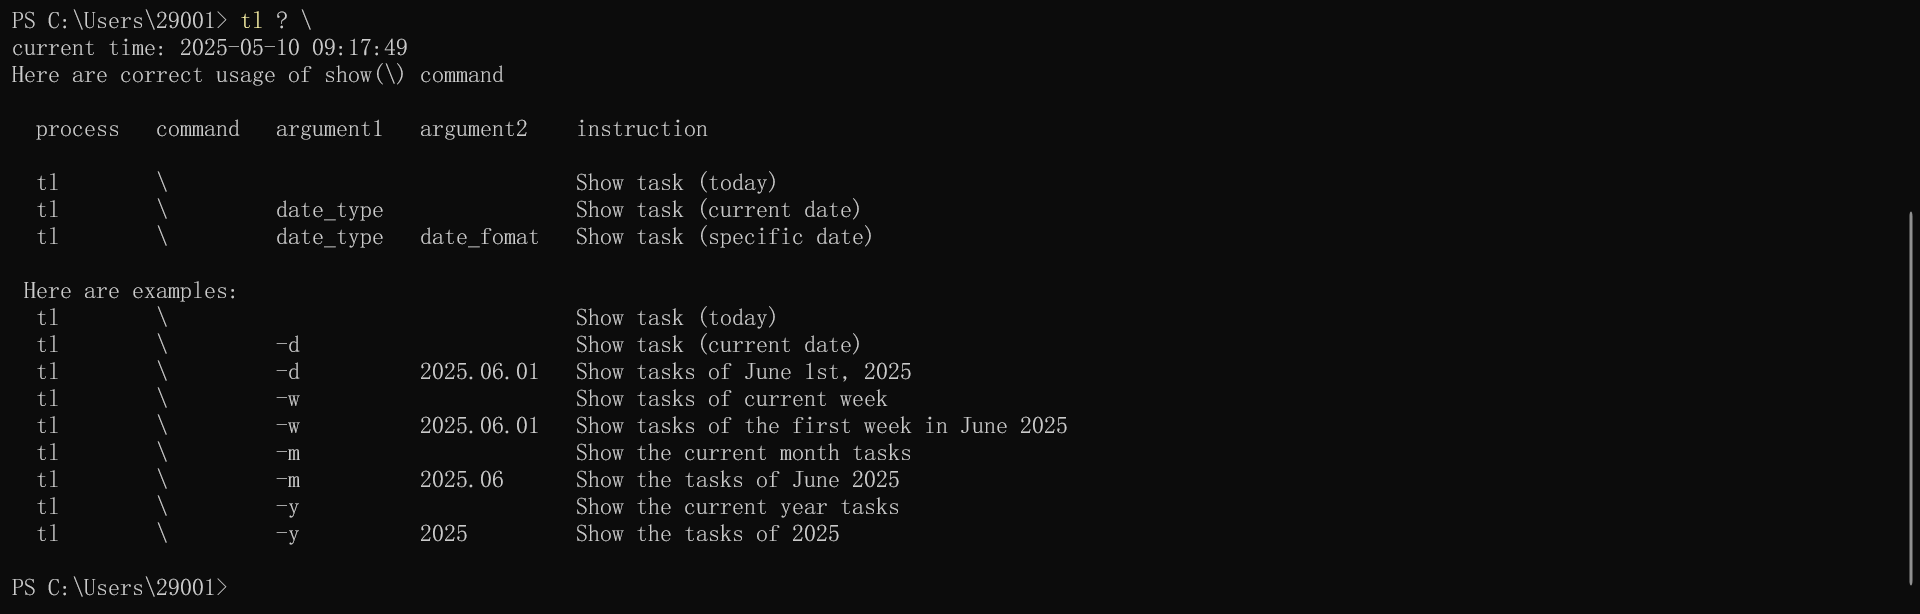 PS C:\Users\29001> tl ? \
current time: 2025-05-10 09:17:49
Here are correct usage of show(\) command
process command argument1 argument2 instruction
tl \ Show task (today)
tl \ date_type Show task (current date)
tl \ date_type date_fomat Show task (specific date)
Here are examples:
tl \ Show task (today)
tl \ -d Show task (current date)
tl \ -d 2025.06.01 Show tasks of June 1st, 2025
tl \ -w Show tasks of current week
tl \ -w 2025.06.01 Show tasks of the first week in June 2025
tl \ -m Show the current month tasks
tl \ -m 2025.06 Show the tasks of June 2025
tl \ -y Show the current year tasks
tl \ -y 2025 Show the tasks of 2025
PS C:\Users\29001>